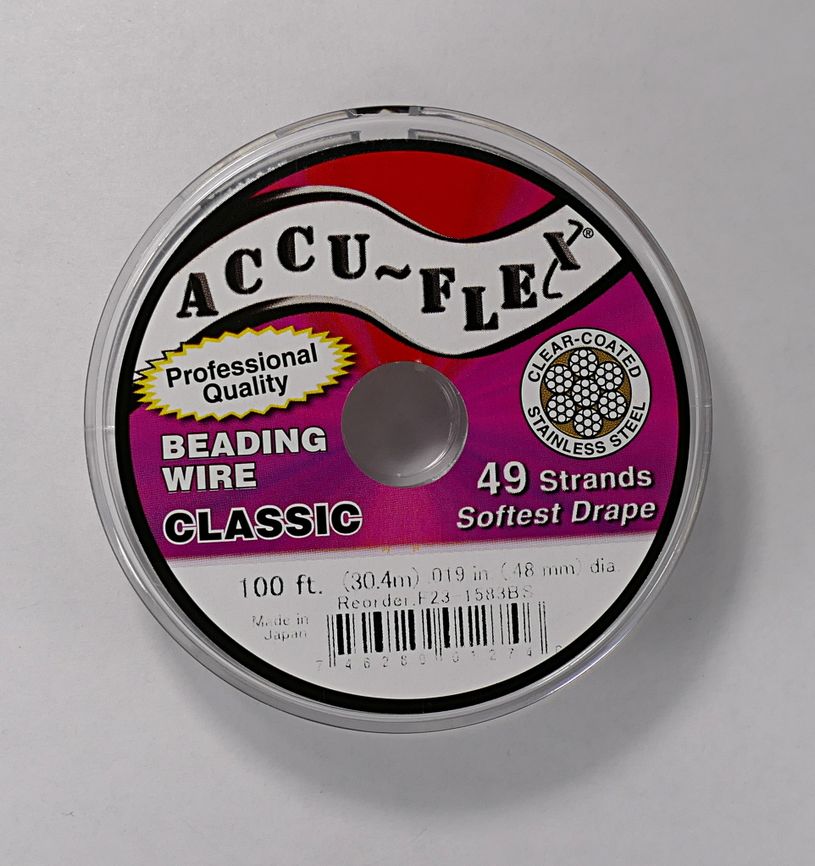 ACCU~FLEX®
Professional
Quality
BEADING
WIRE
CLASSIC
CLEAR-COATED
STAINLESS STEEL
49 Strands
Softest Drape
100 ft. (30.4m) .019 in. (.48 mm) dia.
Reorder F23-1583BS
Made in
Japan